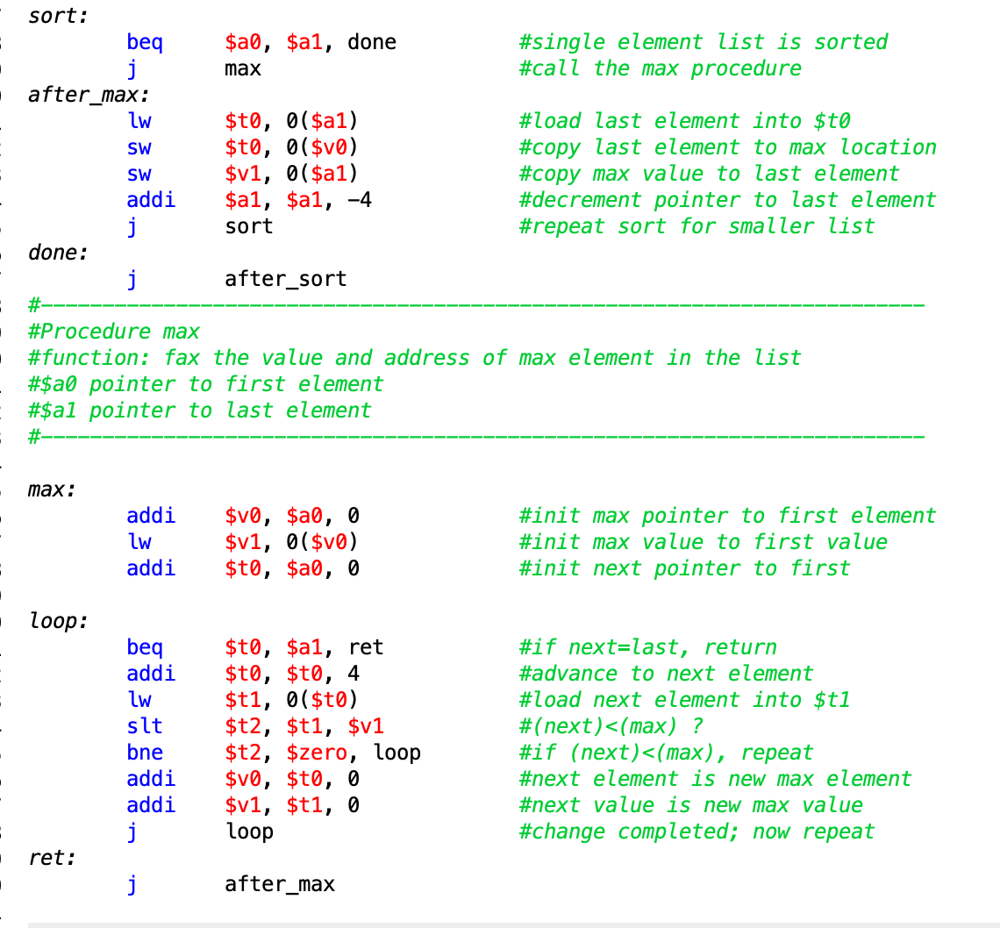 sort:
beq $a0, $a1, done #single element list is sorted
j max #call the max procedure
after_max:
lw $t0, 0($a1) #load last element into $t0
sw $t0, 0($v0) #copy last element to max location
sw $v1, 0($a1) #copy max value to last element
addi $a1, $a1, −4 #decrement pointer to last element
j sort #repeat sort for smaller list
done:
j after_sort
#————————————————————————————————————————————————————————————————————————
#Procedure max
#function: fax the value and address of max element in the list
#$a0 pointer to first element
#$a1 pointer to last element
#————————————————————————————————————————————————————————————————————————
max:
addi $v0, $a0, 0 #init max pointer to first element
lw $v1, 0($v0) #init max value to first value
addi $t0, $a0, 0 #init next pointer to first
loop:
beq $t0, $a1, ret #if next=last, return
addi $t0, $t0, 4 #advance to next element
lw $t1, 0($t0) #load next element into $t1
slt $t2, $t1, $v1 #(next)<(max) ?
bne $t2, $zero, loop #if (next)<(max), repeat
addi $v0, $t0, 0 #next element is new max element
addi $v1, $t1, 0 #next value is new max value
j loop #change completed; now repeat
ret:
j after_max